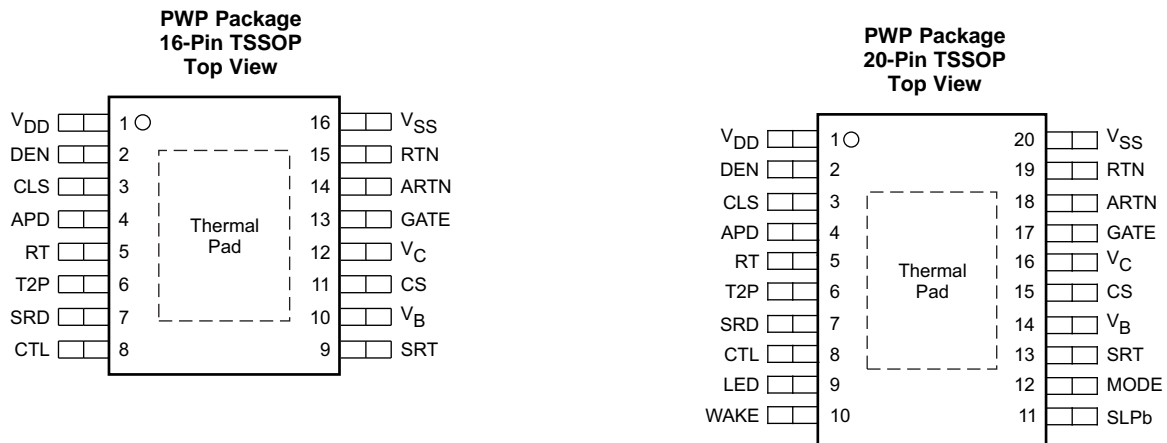 PWP Package
16-Pin TSSOP
Top View
VDD 1 16 VSS
DEN 2 15 RTN
CLS 3 14 ARTN
APD 4 13 GATE
RT 5 12 VC
T2P 6 11 CS
SRD 7 10 VB
CTL 8 9 SRT
Thermal
Pad
PWP Package
20-Pin TSSOP
Top View
VDD 1 20 VSS
DEN 2 19 RTN
CLS 3 18 ARTN
APD 4 17 GATE
RT 5 16 VC
T2P 6 15 CS
SRD 7 14 VB
CTL 8 13 SRT
LED 9 12 MODE
WAKE 10 11 SLPb
Thermal
Pad